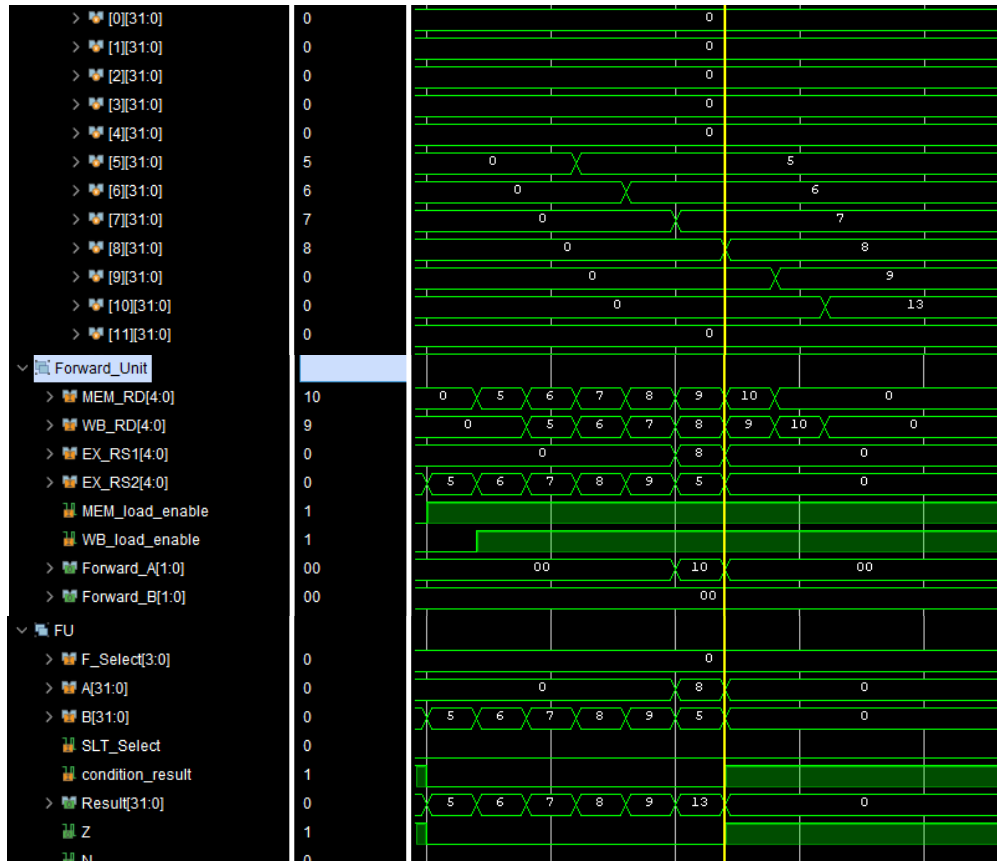 [0][31:0] 0 0
[1][31:0] 0 0
[2][31:0] 0 0
[3][31:0] 0 0
[4][31:0] 0 0
[5][31:0] 5 0 5
[6][31:0] 6 0 6
[7][31:0] 7 0 7
[8][31:0] 8 0 8
[9][31:0] 0 0 9
[10][31:0] 0 0 13
[11][31:0] 0 0
Forward_Unit
MEM_RD[4:0] 10 0 5 6 7 8 9 10 0
WB_RD[4:0] 9 0 5 6 7 8 9 10 0
EX_RS1[4:0] 0 0 8 0
EX_RS2[4:0] 0 5 6 7 8 9 5 0
MEM_load_enable 1
WB_load_enable 1
Forward_A[1:0] 00 00 10 00
Forward_B[1:0] 00 00
FU
F_Select[3:0] 0 0
A[31:0] 0 0 8 0
B[31:0] 0 5 6 7 8 9 5 0
SLT_Select 0
condition_result 1
Result[31:0] 0 5 6 7 8 9 13 0
Z 1
N 0